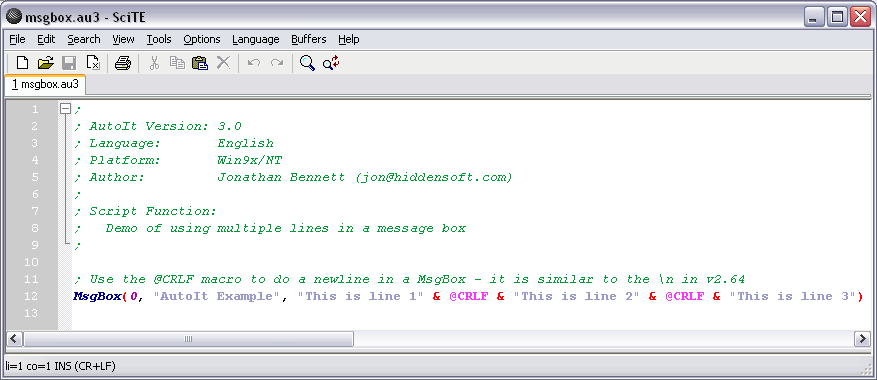 msgbox.au3 - SciTE
File Edit Search View Tools Options Language Buffers Help
1 msgbox.au3
1 ;
2 ; AutoIt Version: 3.0
3 ; Language:       English
4 ; Platform:       Win9x/NT
5 ; Author:         Jonathan Bennett (jon@hiddensoft.com)
6 ;
7 ; Script Function:
8 ;   Demo of using multiple lines in a message box
9 ;
10
11 ; Use the @CRLF macro to do a newline in a MsgBox - it is similar to the \n in v2.64
12 MsgBox(0, "AutoIt Example", "This is line 1" & @CRLF & "This is line 2" & @CRLF & "This is line 3")
13
li=1 co=1 INS (CR+LF)